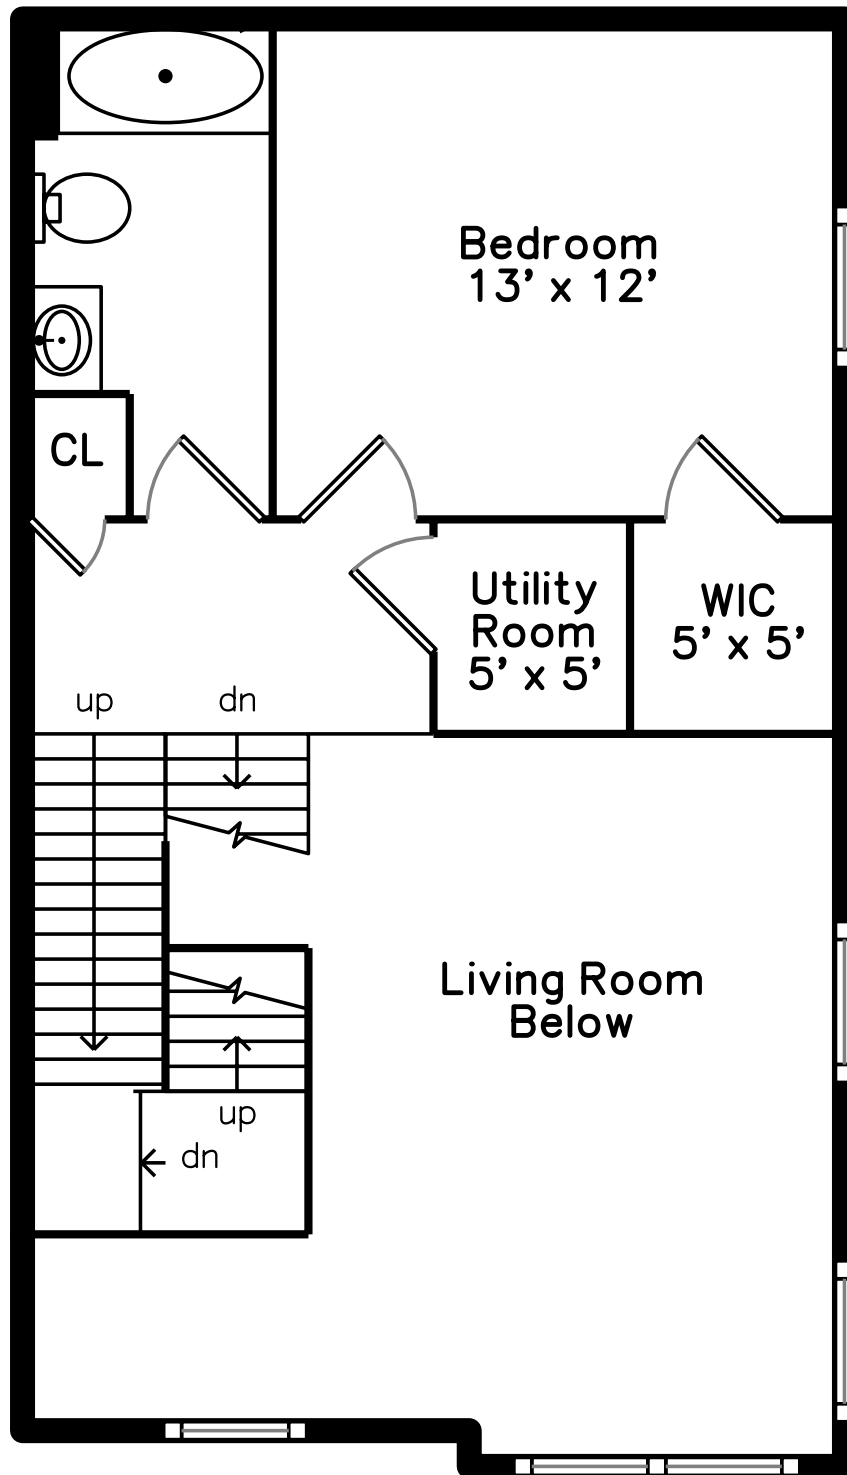 Bedroom
13' x 12'
CL
Utility
Room
5' x 5'
WIC
5' x 5'
up
dn
Living Room
Below
up
dn